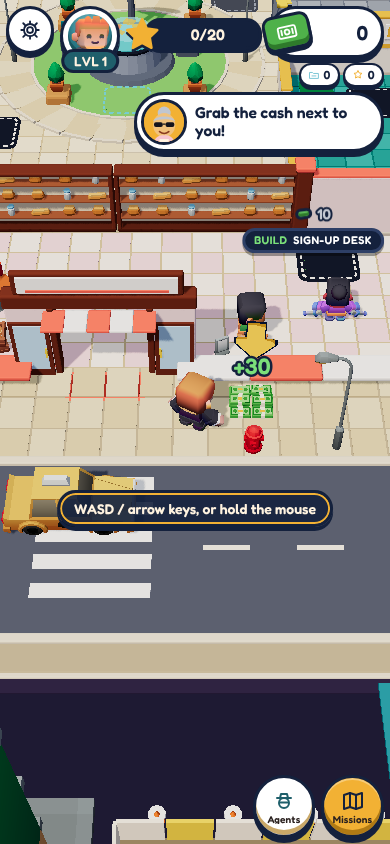 0/20
0
LVL 1
0
0
Grab the cash next to
you!
10
BUILD SIGN-UP DESK
+30
WASD / arrow keys, or hold the mouse
Agents
Missions